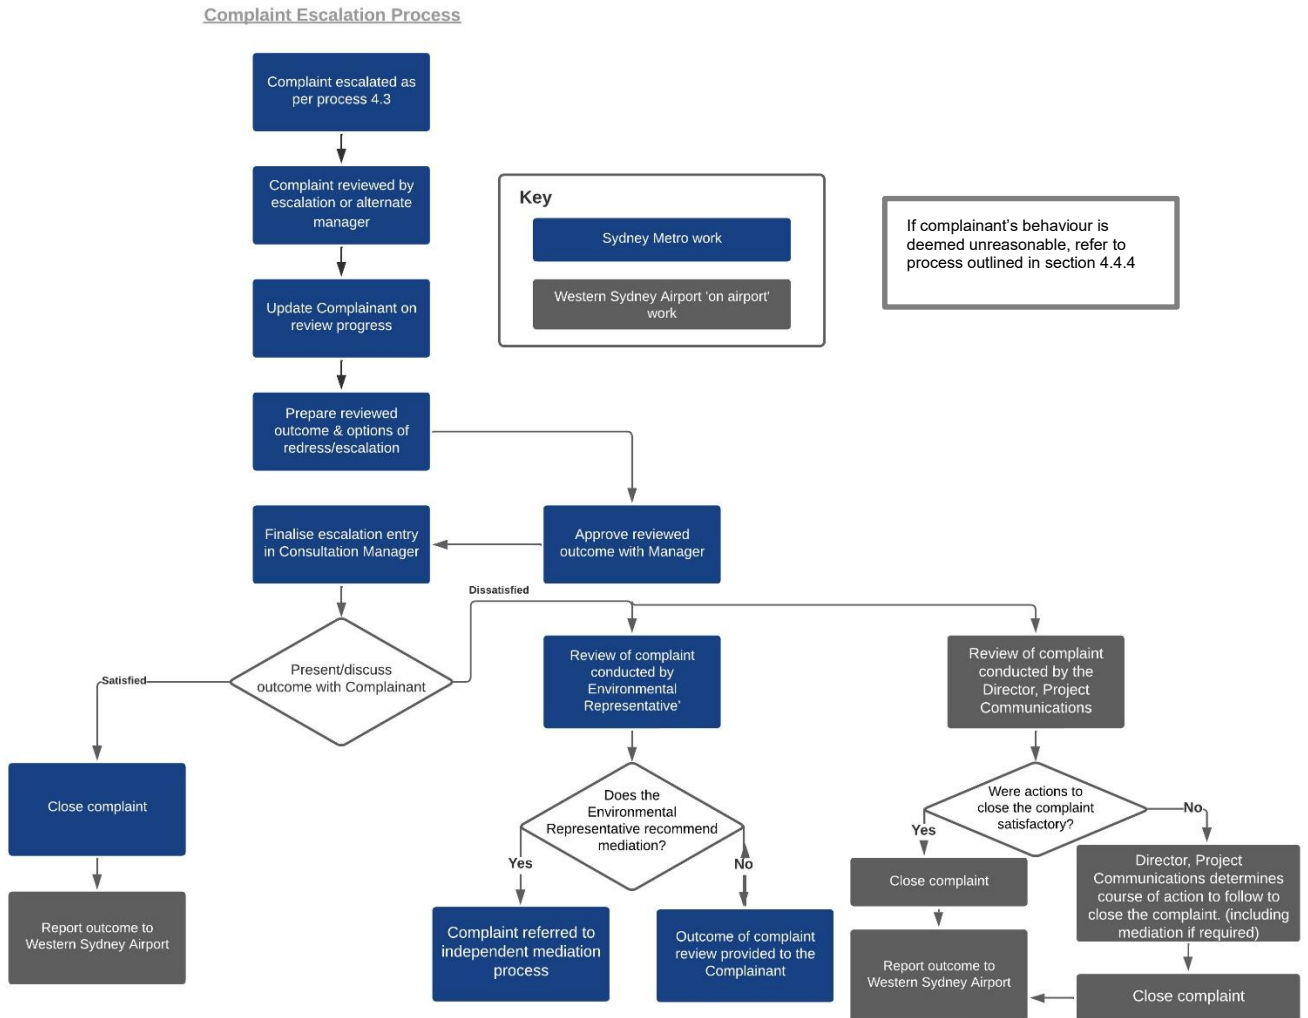 Complaint Escalation Process
Complaint escalated as
per process 4.3
Complaint reviewed by
escalation or alternate
manager
Key
Sydney Metro work
Western Sydney Airport 'on airport'
work
If complainant’s behaviour is
deemed unreasonable, refer to
process outlined in section 4.4.4
Update Complainant on
review progress
Prepare reviewed
outcome & options of
redress/escalation
Finalise escalation entry
in Consultation Manager
Approve reviewed
outcome with Manager
Dissatisfied
Present/discuss
outcome with Complainant
Satisfied
Review of complaint
conducted by
Environmental
Representative'
Review of complaint
conducted by the
Director, Project
Communications
Close complaint
Does the
Environmental
Representative recommend
mediation?
Were actions to
close the complaint
satisfactory?
Yes
No
Yes
No
Report outcome to
Western Sydney Airport
Complaint referred to
independent mediation
process
Outcome of complaint
review provided to the
Complainant
Close complaint
Director, Project
Communications determines
course of action to follow to
close the complaint. (including
mediation if required)
Report outcome to
Western Sydney Airport
Close complaint